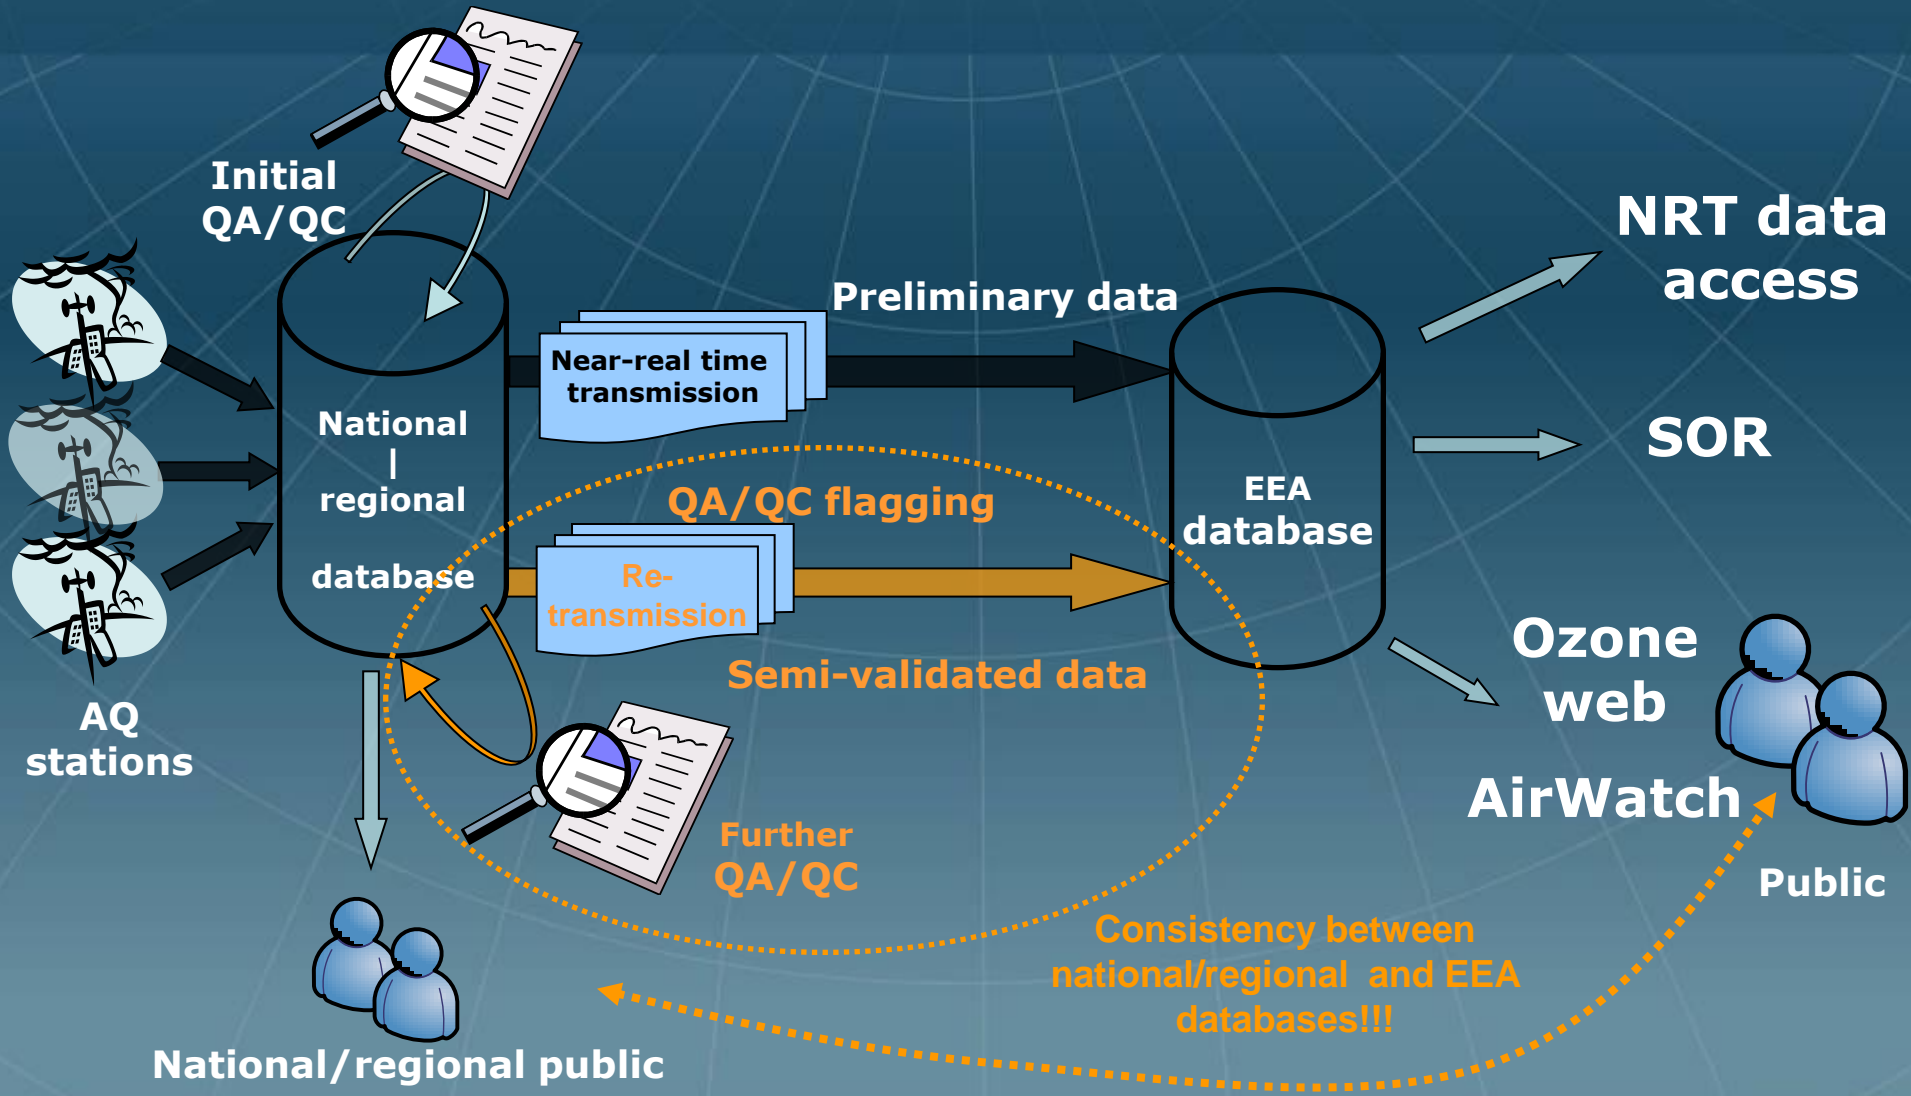 Initial
QA/QC
AQ
stations
National
|
regional
database
Near-real time
transmission
Preliminary data
QA/QC flagging
Re-
transmission
Semi-validated data
Further
QA/QC
EEA
database
NRT data
access
SOR
Ozone
web
AirWatch
Public
Consistency between
national/regional  and EEA
databases!!!
National/regional public